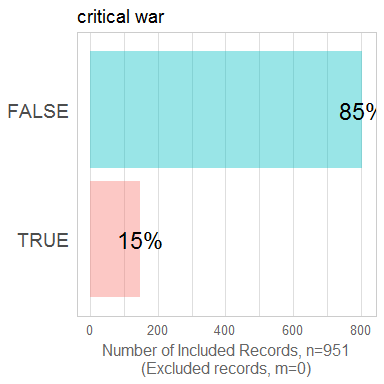 critical war
FALSE
85%
TRUE
15%
0 200 400 600 800
Number of Included Records, n=951
(Excluded records, m=0)